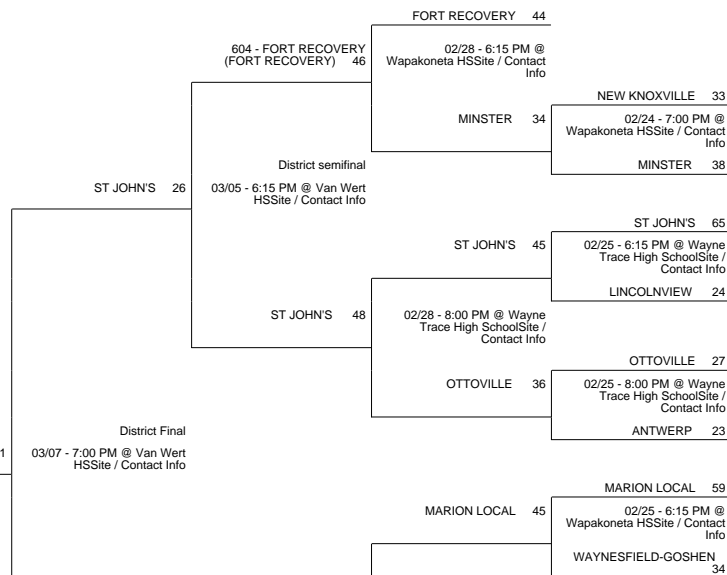 FORT RECOVERY 44
604 - FORT RECOVERY
(FORT RECOVERY) 46
02/28 - 6:15 PM @
Wapakoneta HSSite / Contact
Info
NEW KNOXVILLE 33
MINSTER 34
02/24 - 7:00 PM @
Wapakoneta HSSite / Contact
Info
MINSTER 38
District semifinal
ST JOHN'S 26
03/05 - 6:15 PM @ Van Wert
HSSite / Contact Info
ST JOHN'S 65
ST JOHN'S 45
02/25 - 6:15 PM @ Wayne
Trace High SchoolSite /
Contact Info
LINCOLNVIEW 24
ST JOHN'S 48
02/28 - 8:00 PM @ Wayne
Trace High SchoolSite /
Contact Info
OTTOVILLE 27
OTTOVILLE 36
02/25 - 8:00 PM @ Wayne
Trace High SchoolSite /
Contact Info
ANTWERP 23
District Final
1
03/07 - 7:00 PM @ Van Wert
HSSite / Contact Info
MARION LOCAL 59
MARION LOCAL 45
02/25 - 6:15 PM @
Wapakoneta HSSite / Contact
Info
WAYNESFIELD-GOSHEN
34